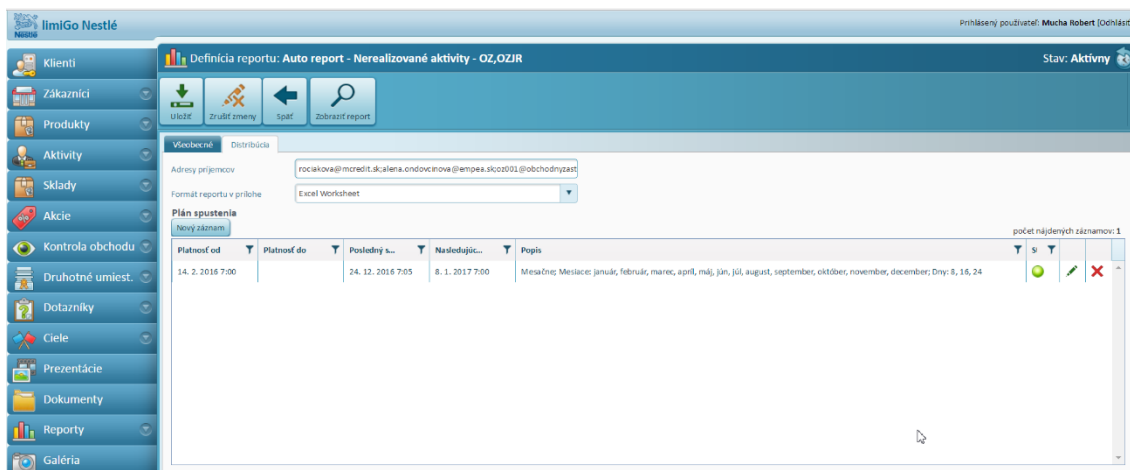 Nestlé
limiGo Nestlé
Prihlásený používateľ: Mucha Robert [Odhlásiť
Klienti
Zákazníci
Produkty
Aktivity
Sklady
Akcie
Kontrola obchodu
Druhotné umiest.
Dotazníky
Ciele
Prezentácie
Dokumenty
Reporty
Galéria
Definícia reportu: Auto report - Nerealizované aktivity - OZ,OZJR
Stav: Aktívny
Uložiť
Zrušiť zmeny
Späť
Zobraziť report
Všeobecné
Distribúcia
Adresy príjemcov
rociakova@mcredit.sk;alena.ondovcinova@empea.sk;oz001@obchodnyzast
Formát reportu v prílohe
Excel Worksheet
Plán spustenia
Nový záznam
počet nájdených záznamov: 1
Platnosť od Platnosť do Posledný s... Nasledujúc... Popis
14. 2. 2016 7:00 24. 12. 2016 7:05 8. 1. 2017 7:00 Mesačne; Mesiace: január, február, marec, apríl, máj, jún, júl, august, september, október, november, december; Dny: 8, 16, 24